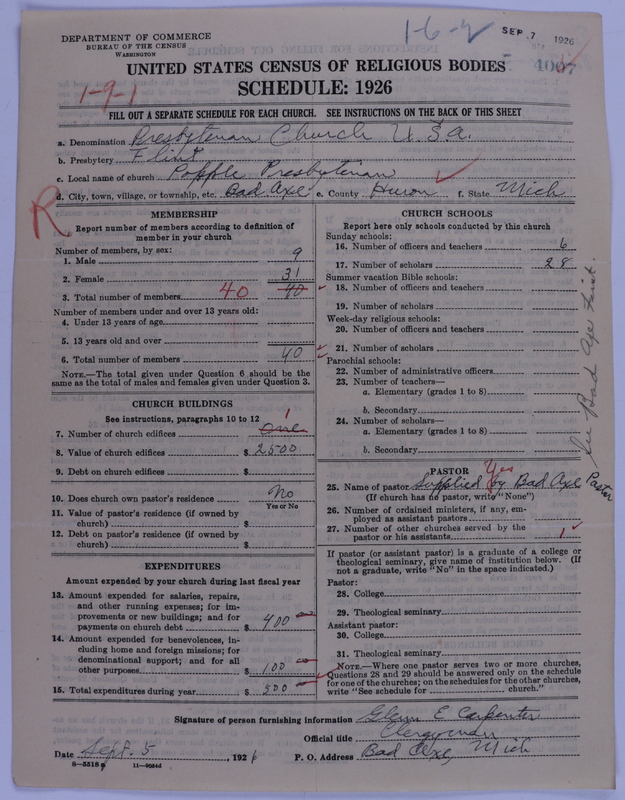 DEPARTMENT OF COMMERCE
BUREAU OF THE CENSUS
WASHINGTON
SEP 7 1926
UNITED STATES CENSUS OF RELIGIOUS BODIES
1-9-1
SCHEDULE: 1926
FILL OUT A SEPARATE SCHEDULE FOR EACH CHURCH. SEE INSTRUCTIONS ON THE BACK OF THIS SHEET
a. Denomination Presbyterian Church U.S.A.
b. Presbytery Flint
c. Local name of church Popple Presbyterian
d. City, town, village, or township, etc. Bad Axe e. County Huron f. State Mich
R
MEMBERSHIP
Report number of members according to definition of member in your church
Number of members, by sex:
1. Male 9
2. Female 31
3. Total number of members 40 40
Number of members under and over 13 years old:
4. Under 13 years of age
5. 13 years old and over
6. Total number of members 40
NOTE.—The total given under Question 6 should be the
same as the total of males and females given under Question 3.
CHURCH BUILDINGS
See instructions, paragraphs 10 to 12
7. Number of church edifices One 1
8. Value of church edifices $ 2500
9. Debt on church edifices $
10. Does church own pastor's residence No
Yes or No
11. Value of pastor's residence (if owned by
church) $
12. Debt on pastor's residence (if owned by
church) $
EXPENDITURES
Amount expended by your church during last fiscal year
13. Amount expended for salaries, repairs,
and other running expenses; for im-
provements or new buildings; and for
payments on church debt $ 400
14. Amount expended for benevolences, in-
cluding home and foreign missions; for
denominational support; and for all
other purposes $ 100
15. Total expenditures during year $ 500
CHURCH SCHOOLS
Report here only schools conducted by this church
Sunday schools:
16. Number of officers and teachers 6
17. Number of scholars 28
Summer vacation Bible schools:
18. Number of officers and teachers
19. Number of scholars
Week-day religious schools:
20. Number of officers and teachers
21. Number of scholars
Parochial schools:
22. Number of administrative officers
23. Number of teachers—
a. Elementary (grades 1 to 8)
b. Secondary
24. Number of scholars—
a. Elementary (grades 1 to 8)
b. Secondary
PASTOR Yes
25. Name of pastor Supplied by Bad Axe Pastor
(If church has no pastor, write "None")
26. Number of ordained ministers, if any, em-
ployed as assistant pastors
27. Number of other churches served by the
pastor or his assistants 1
If pastor (or assistant pastor) is a graduate of a college or
theological seminary, give name of institution below. (If
not a graduate, write "No" in the space indicated.)
Pastor:
28. College
29. Theological seminary
Assistant pastor:
30. College
31. Theological seminary
NOTE.—Where one pastor serves two or more churches,
Questions 28 and 29 should be answered only on the schedule
for one of the churches; on the schedules for the other churches,
write "See schedule for church."
Signature of person furnishing information Glenn E Carpenter
Official title Clergyman
Date Sept. 5, 1926 P. O. Address Bad Axe, Mich
11—9034d